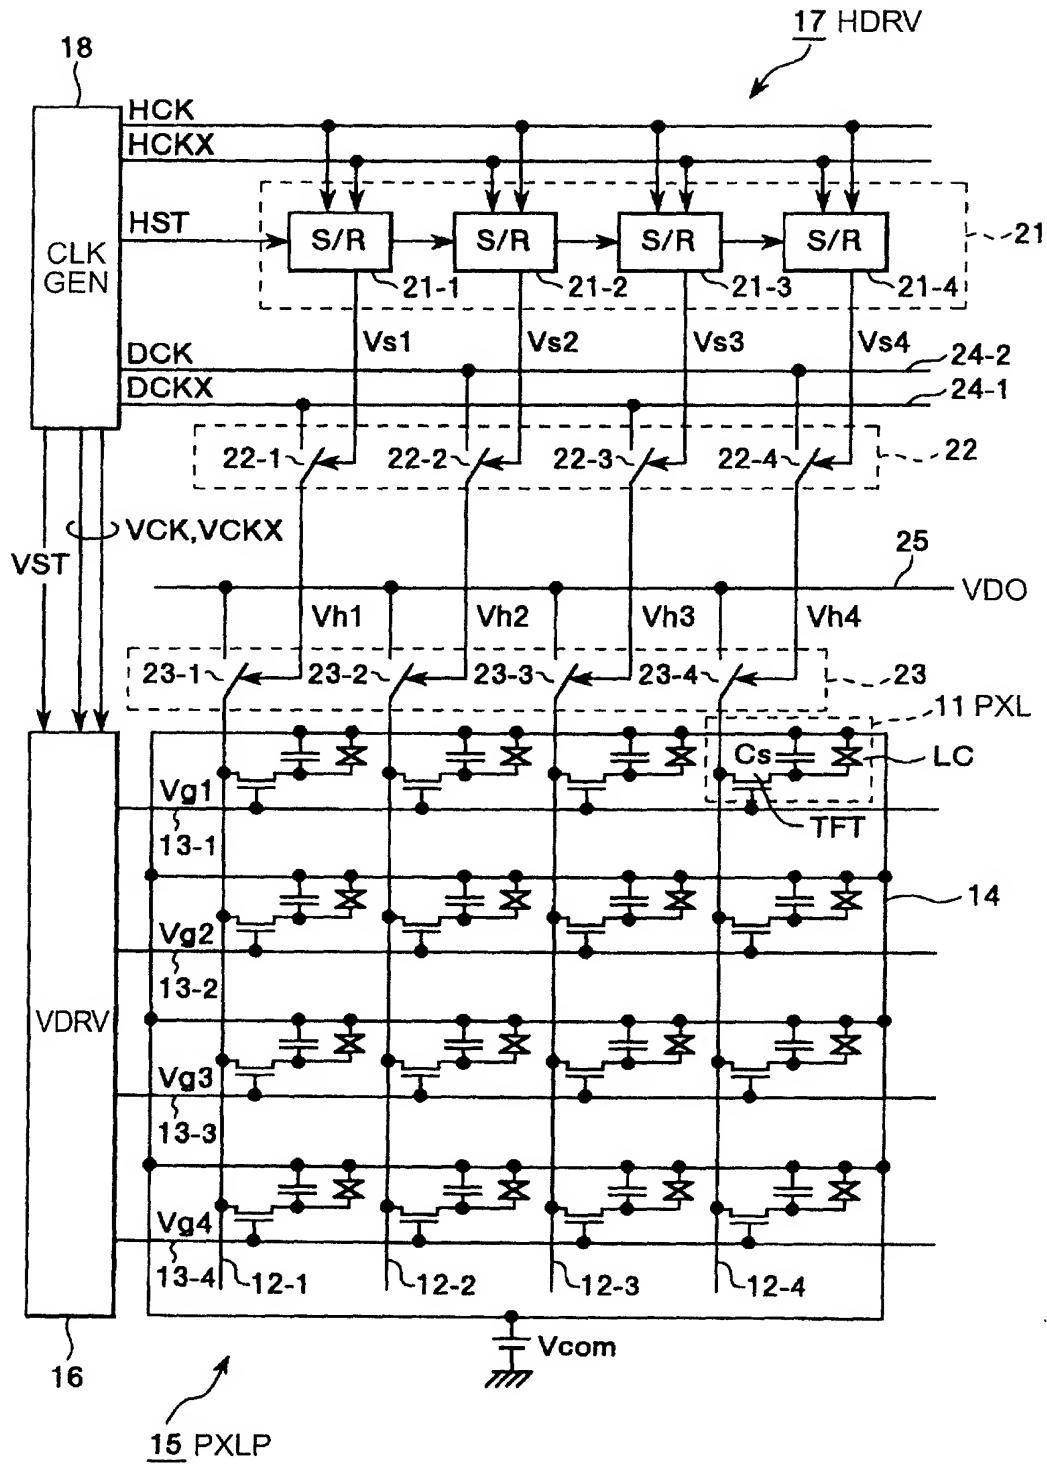 17 HDRV
18
HCK
HCKX
HST
S/R S/R S/R S/R
21
CLK
GEN
21-1 21-2 21-3 21-4
Vs1 Vs2 Vs3 Vs4
DCK
24-2
DCKX
24-1
22-1 22-2 22-3 22-4
22
VCK,VCKX
VST
25
VDO
Vh1 Vh2 Vh3 Vh4
23-1 23-2 23-3 23-4
23
11 PXL
Cs
LC
Vg1
13-1
TFT
14
Vg2
13-2
VDRV
Vg3
13-3
Vg4
13-4
12-1 12-2 12-3 12-4
Vcom
16
15 PXLP